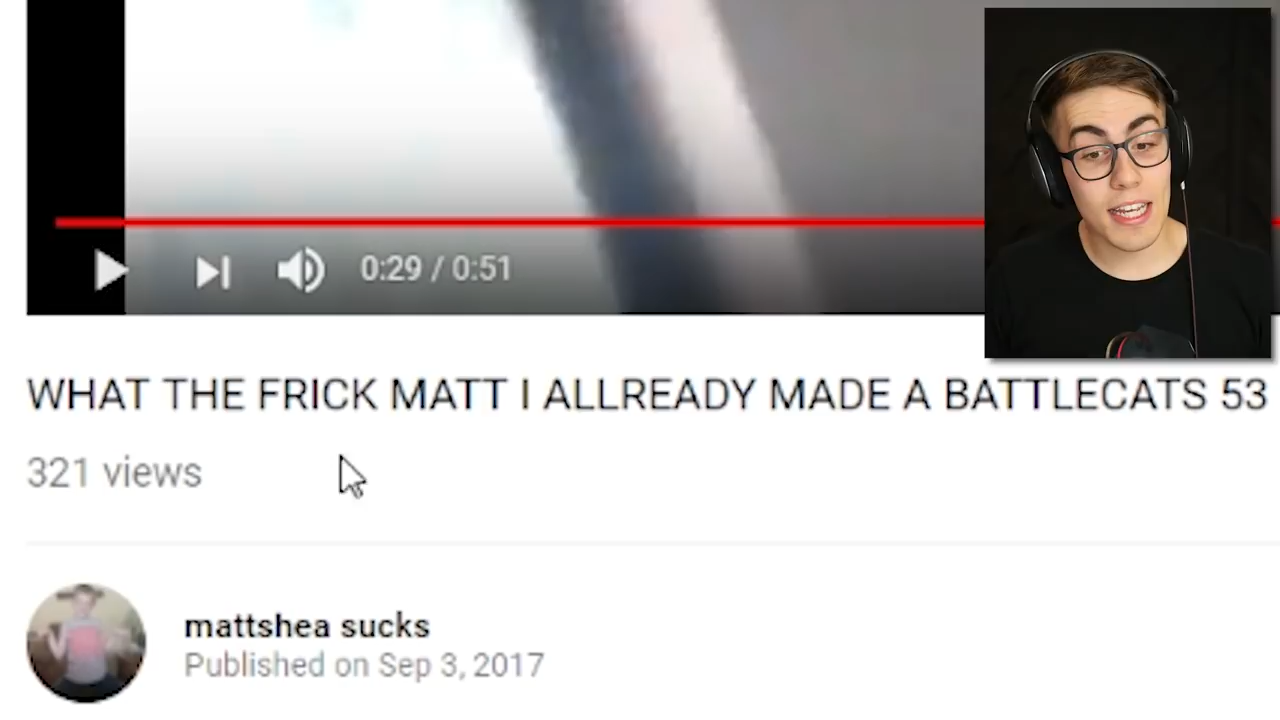 0:29 / 0:51
WHAT THE FRICK MATT I ALLREADY MADE A BATTLECATS 53
321 views
mattshea sucks
Published on Sep 3, 2017